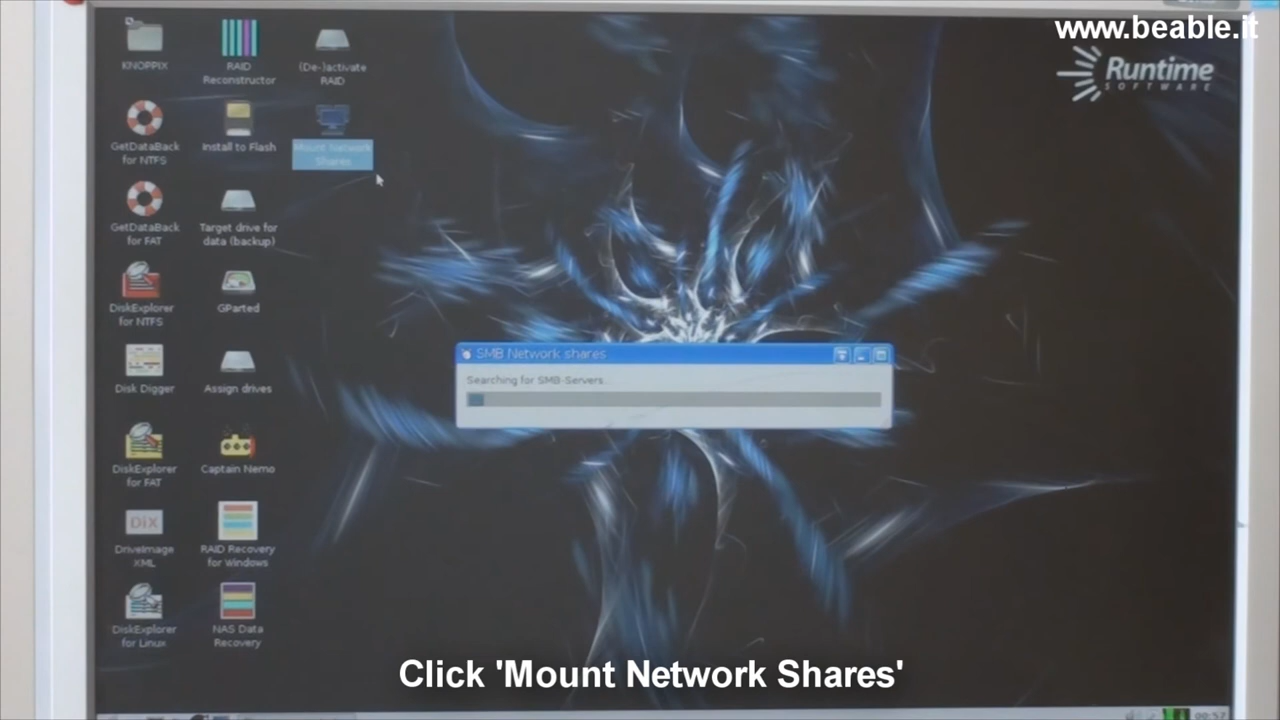 www.beable.it
Runtime
SOFTWARE
KNOPPIX
RAID
Reconstructor
(De-)activate
RAID
GetDataBack
for NTFS
Install to Flash
Mount Network
Shares
GetDataBack
for FAT
Target drive for
data (backup)
DiskExplorer
for NTFS
GParted
SMB Network shares
Searching for SMB-Servers.
Disk Digger
Assign drives
DiskExplorer
for FAT
Captain Nemo
DiX
DriveImage
XML
RAID Recovery
for Windows
DiskExplorer
for Linux
NAS Data
Recovery
Click 'Mount Network Shares'